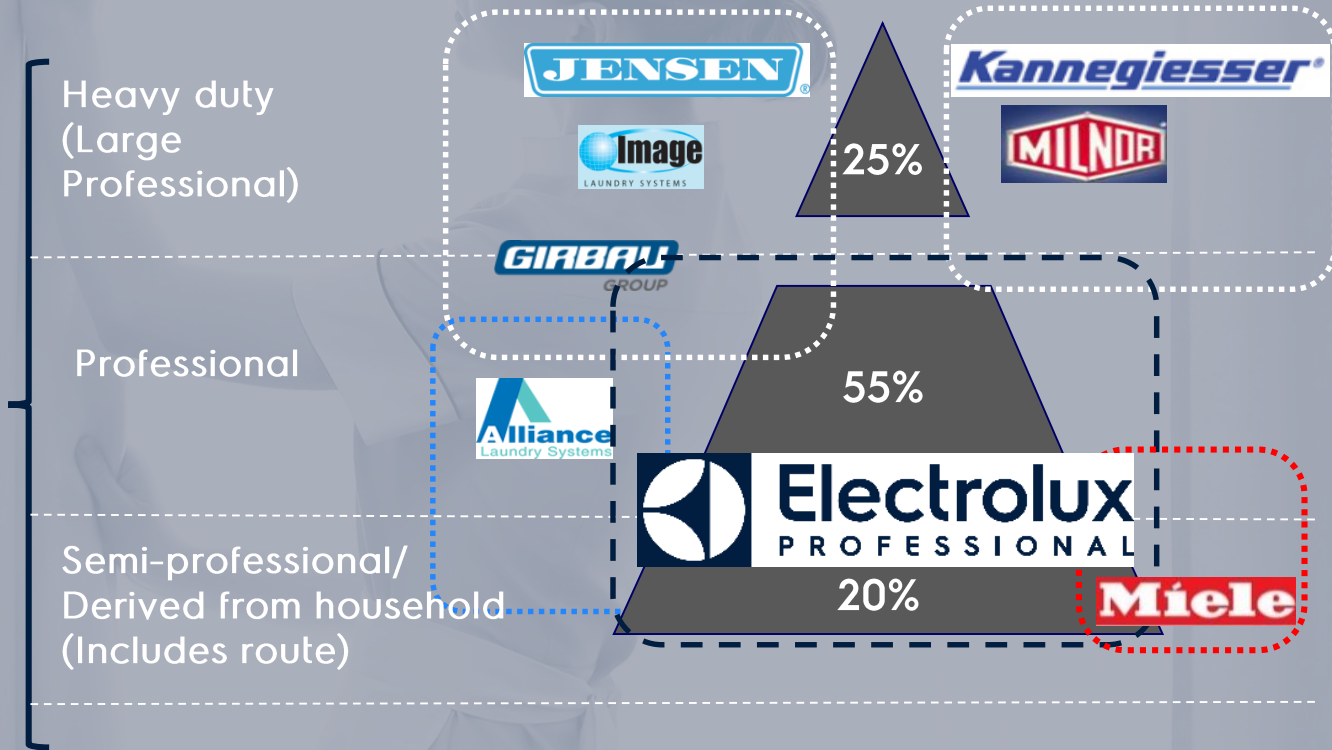 Heavy duty
(Large
Professional)
JENSEN®
Image
LAUNDRY SYSTEMS
25%
Kannegiesser®
MILNOR
GIRBAU
GROUP
Professional
55%
Alliance
Laundry Systems
Electrolux
PROFESSIONAL
Semi-professional/
Derived from household
(Includes route)
20%
Miele